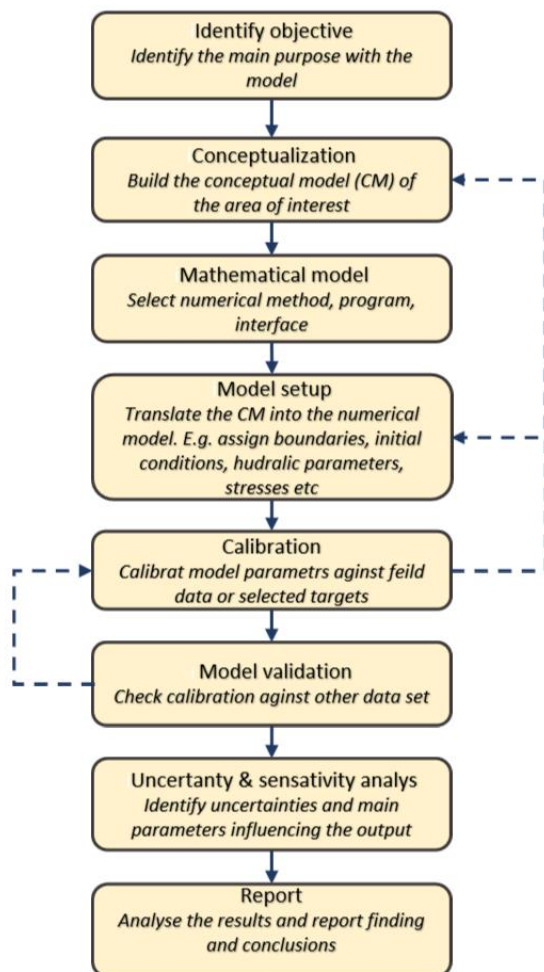 Identify objective
Identify the main purpose with the
model
Conceptualization
Build the conceptual model (CM) of
the area of interest
Mathematical model
Select numerical method, program,
interface
Model setup
Translate the CM into the numerical
model. E.g. assign boundaries, initial
conditions, hudralic parameters,
stresses etc
Calibration
Calibrat model parametrs aginst feild
data or selected targets
Model validation
Check calibration against other data set
Uncertanty & sensativity analys
Identify uncertainties and main
parameters influencing the output
Report
Analyse the results and report finding
and conclusions